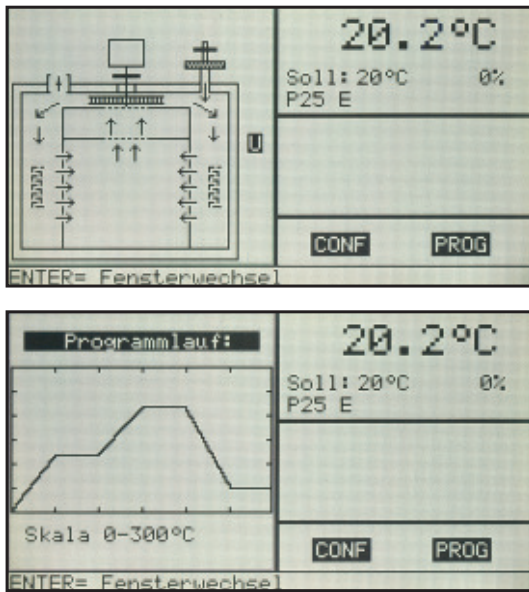 20.2°C
Soll: 20°C 0%
P25 E
U
CONF PROG
ENTER= Fensterwechsel
Programmlauf:
20.2°C
Soll: 20°C 0%
P25 E
Skala 0-300°C
CONF PROG
ENTER= Fensterwechsel